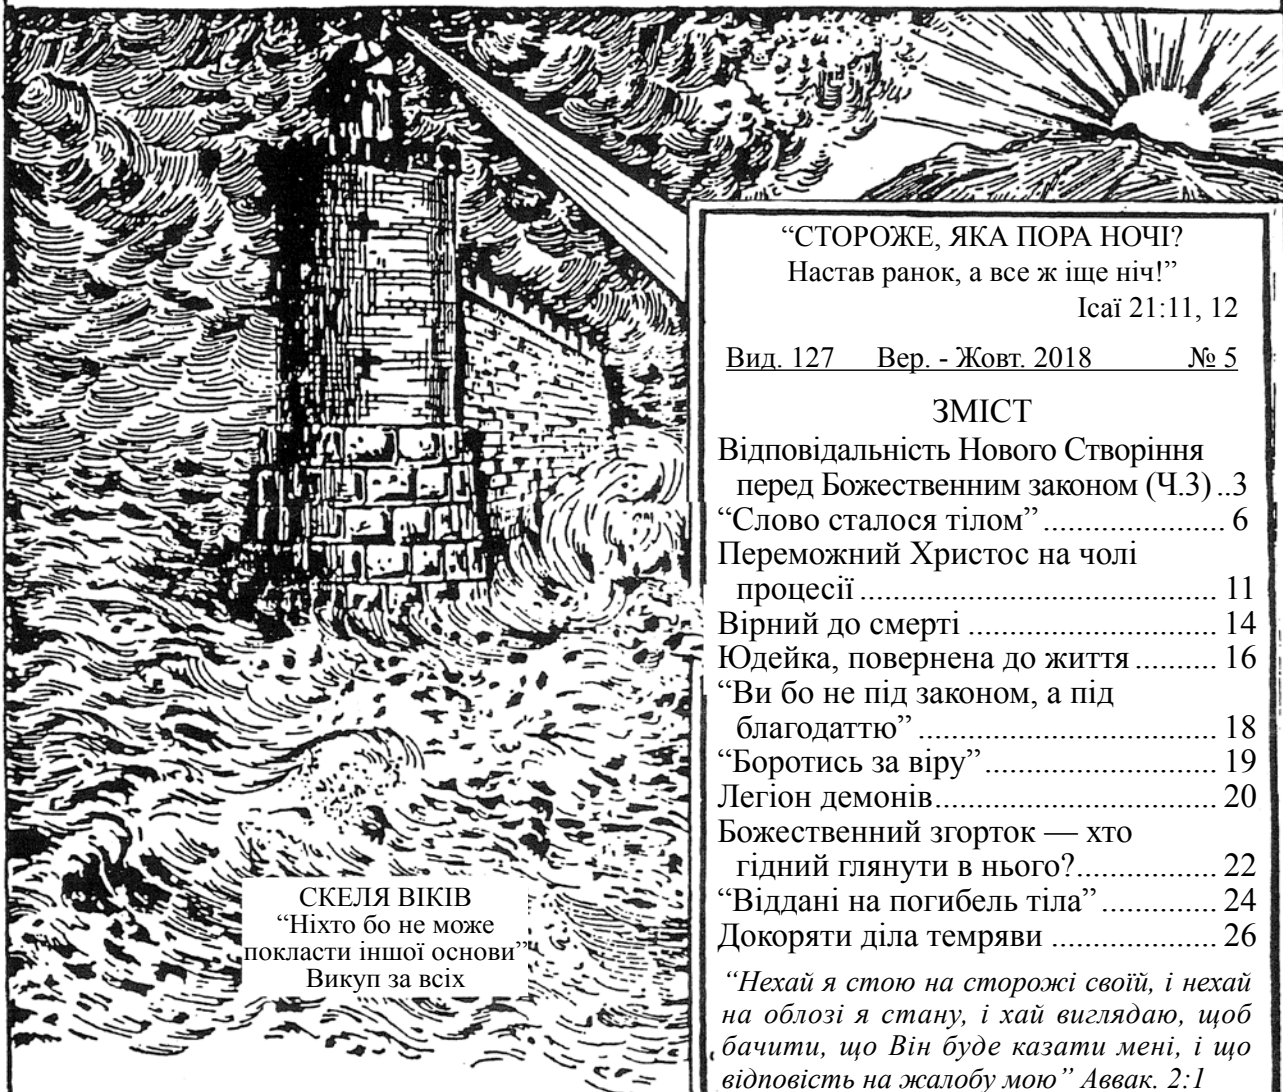 “СТОРОЖЕ, ЯКА ПОРА НОЧІ?
Настав ранок, а все ж іще ніч!”
Ісаї 21:11, 12
Вид. 127 Вер. - Жовт. 2018 № 5
ЗМІСТ
Відповідальність Нового Створіння
перед Божественним законом (Ч.3) ..3
“Слово сталося тілом” ....................... 6
Переможний Христос на чолі
процесії ............................................. 11
Вірний до смерті ............................... 14
Юдейка, повернена до життя .......... 16
“Ви бо не під законом, а під
благодаттю” ..................................... 18
“Боротись за віру” ............................. 19
Легіон демонів................................... 20
Божественний згорток — хто
гідний глянути в нього?.................. 22
“Віддані на погибель тіла” .............. 24
Докоряти діла темряви .................... 26
“Нехай я стою на сторожі своїй, і нехай
на облозі я стану, і хай виглядаю, щоб
бачити, що Він буде казати мені, і що
відповість на жалобу мою” Аввак. 2:1
СКЕЛЯ ВІКІВ
“Ніхто бо не може
покласти іншої основи”
Викуп за всіх